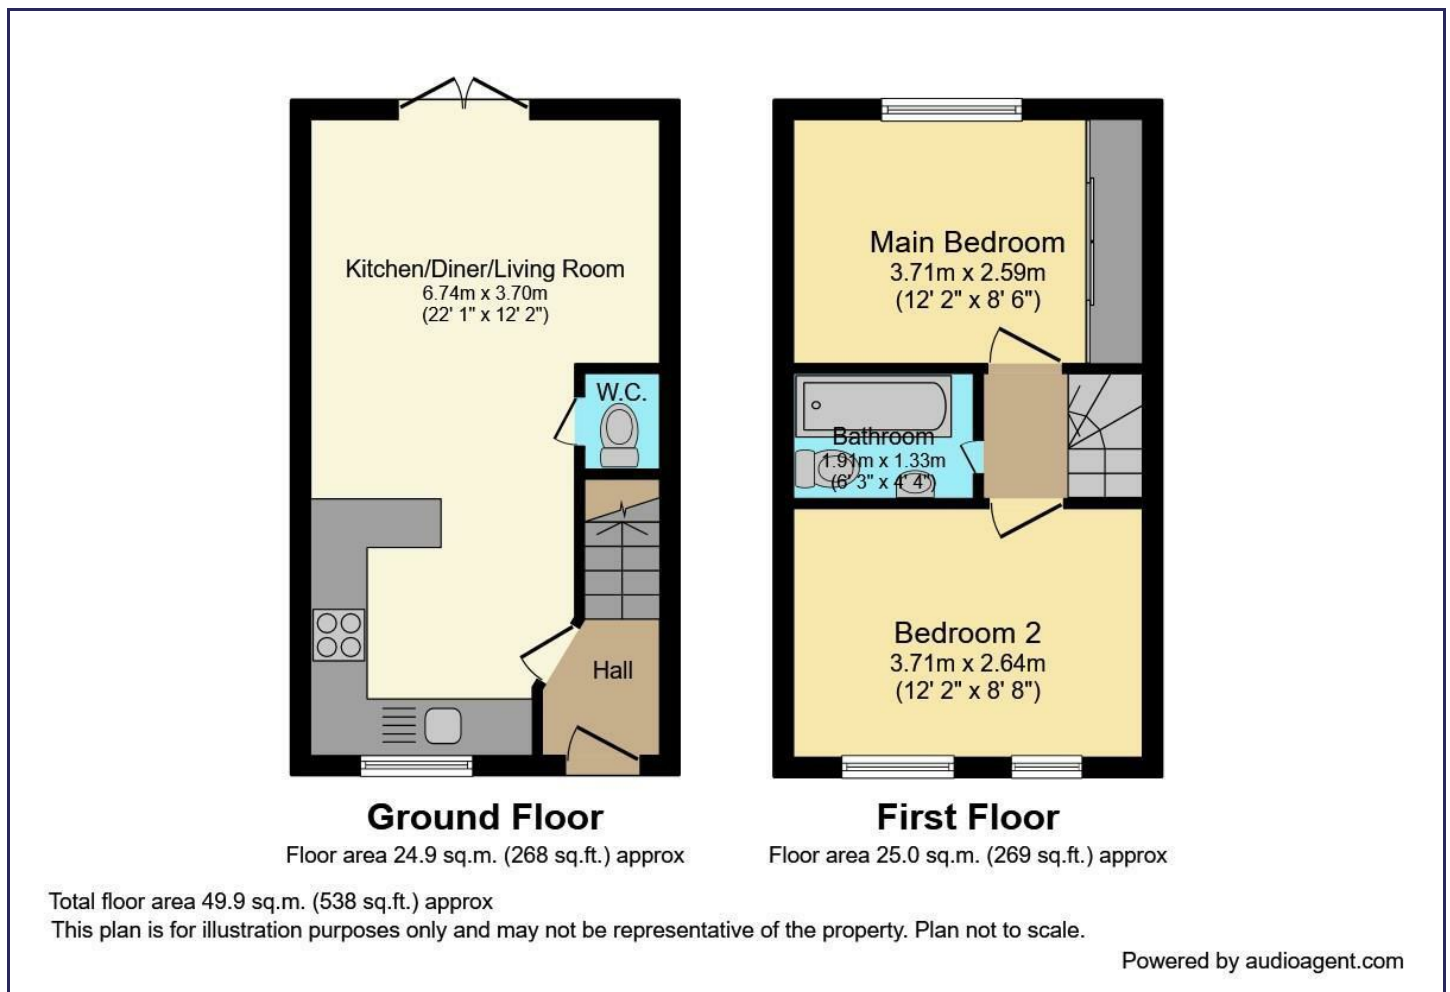 Kitchen/Diner/Living Room
6.74m x 3.70m
(22' 1" x 12' 2")
W.C.
Hall
Main Bedroom
3.71m x 2.59m
(12' 2" x 8' 6")
Bathroom
1.91m x 1.33m
(6' 3" x 4' 4")
Bedroom 2
3.71m x 2.64m
(12' 2" x 8' 8")
Ground Floor
Floor area 24.9 sq.m. (268 sq.ft.) approx
First Floor
Floor area 25.0 sq.m. (269 sq.ft.) approx
Total floor area 49.9 sq.m. (538 sq.ft.) approx
This plan is for illustration purposes only and may not be representative of the property. Plan not to scale.
Powered by audioagent.com